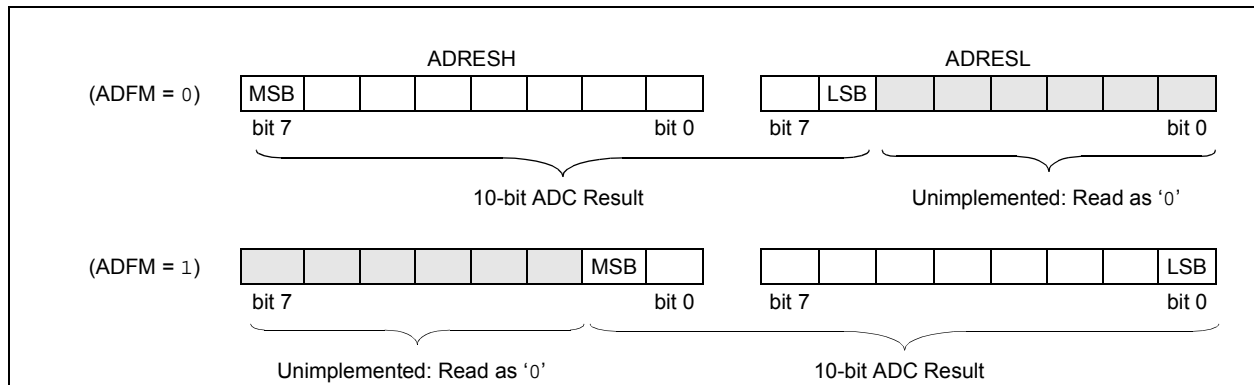 ADRESH ADRESL
(ADFM = 0) MSB LSB
bit 7 bit 0 bit 7 bit 0
10-bit ADC Result Unimplemented: Read as ‘0’
(ADFM = 1) MSB LSB
bit 7 bit 0 bit 7 bit 0
Unimplemented: Read as ‘0’ 10-bit ADC Result